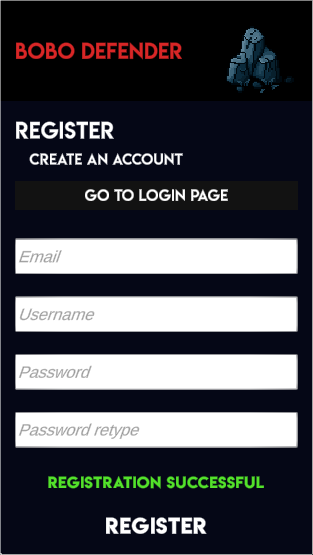 BOBO DEFENDER
REGISTER
CREATE AN ACCOUNT
GO TO LOGIN PAGE
Email
Username
Password
Password retype
REGISTRATION SUCCESSFUL
REGISTER